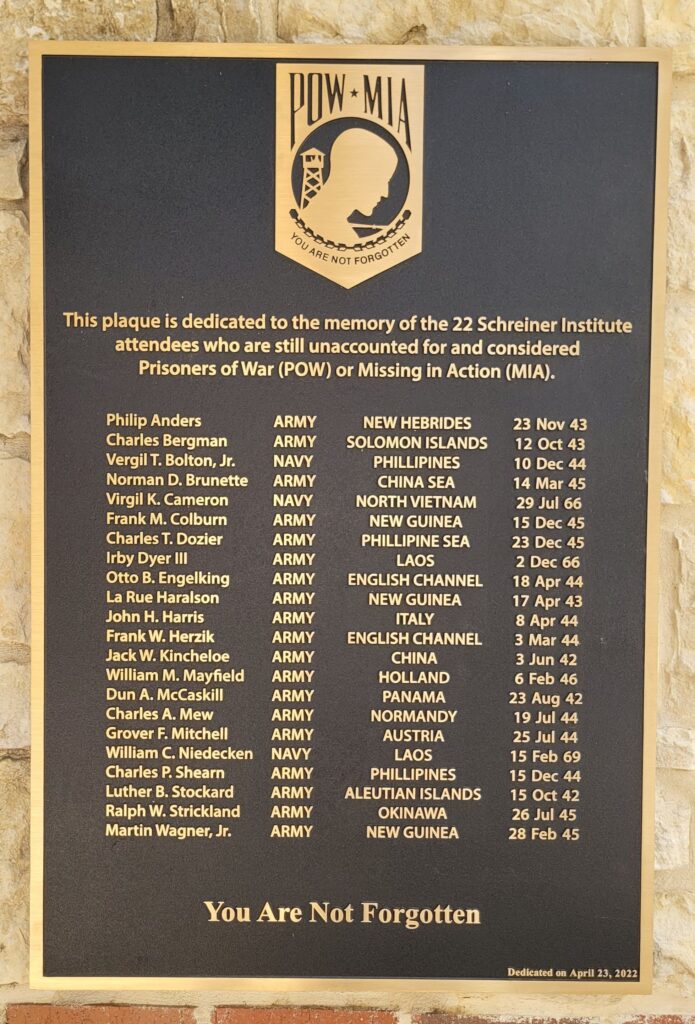 POW ★ MIA
YOU ARE NOT FORGOTTEN
This plaque is dedicated to the memory of the 22 Schreiner Institute
attendees who are still unaccounted for and considered
Prisoners of War (POW) or Missing in Action (MIA).
Philip Anders ARMY NEW HEBRIDES 23 Nov 43
Charles Bergman ARMY SOLOMON ISLANDS 12 Oct 43
Vergil T. Bolton, Jr. NAVY PHILLIPINES 10 Dec 44
Norman D. Brunette ARMY CHINA SEA 14 Mar 45
Virgil K. Cameron NAVY NORTH VIETNAM 29 Jul 66
Frank M. Colburn ARMY NEW GUINEA 15 Dec 45
Charles T. Dozier ARMY PHILLIPINE SEA 23 Dec 45
Irby Dyer III ARMY LAOS 2 Dec 66
Otto B. Engelking ARMY ENGLISH CHANNEL 18 Apr 44
La Rue Haralson ARMY NEW GUINEA 17 Apr 43
John H. Harris ARMY ITALY 8 Apr 44
Frank W. Herzik ARMY ENGLISH CHANNEL 3 Mar 44
Jack W. Kincheloe ARMY CHINA 3 Jun 42
William M. Mayfield ARMY HOLLAND 6 Feb 46
Dun A. McCaskill ARMY PANAMA 23 Aug 42
Charles A. Mew ARMY NORMANDY 19 Jul 44
Grover F. Mitchell ARMY AUSTRIA 25 Jul 44
William C. Niedecken NAVY LAOS 15 Feb 69
Charles P. Shearn ARMY PHILLIPINES 15 Dec 44
Luther B. Stockard ARMY ALEUTIAN ISLANDS 15 Oct 42
Ralph W. Strickland ARMY OKINAWA 26 Jul 45
Martin Wagner, Jr. ARMY NEW GUINEA 28 Feb 45
You Are Not Forgotten
Dedicated on April 23, 2022